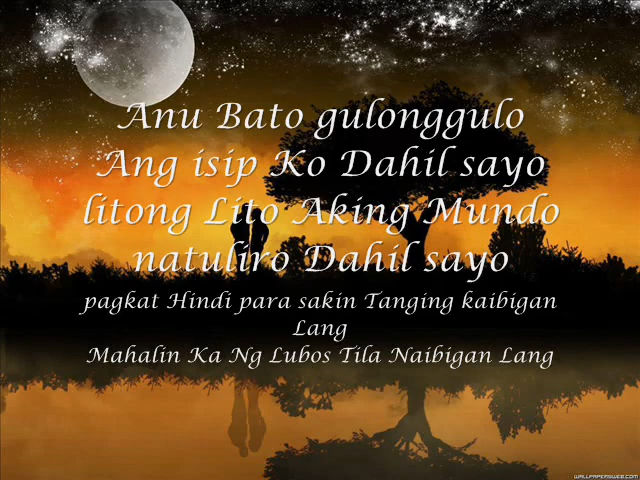 Anu Bato gulonggulo
Ang isip Ko Dahil sayo
litong Lito Aking Mundo
natuliro Dahil sayo
pagkat Hindi para sakin Tanging kaibigan
Lang
Mahalin Ka Ng Lubos Tila Naibigan Lang
WALLPAPERSWEB.COM